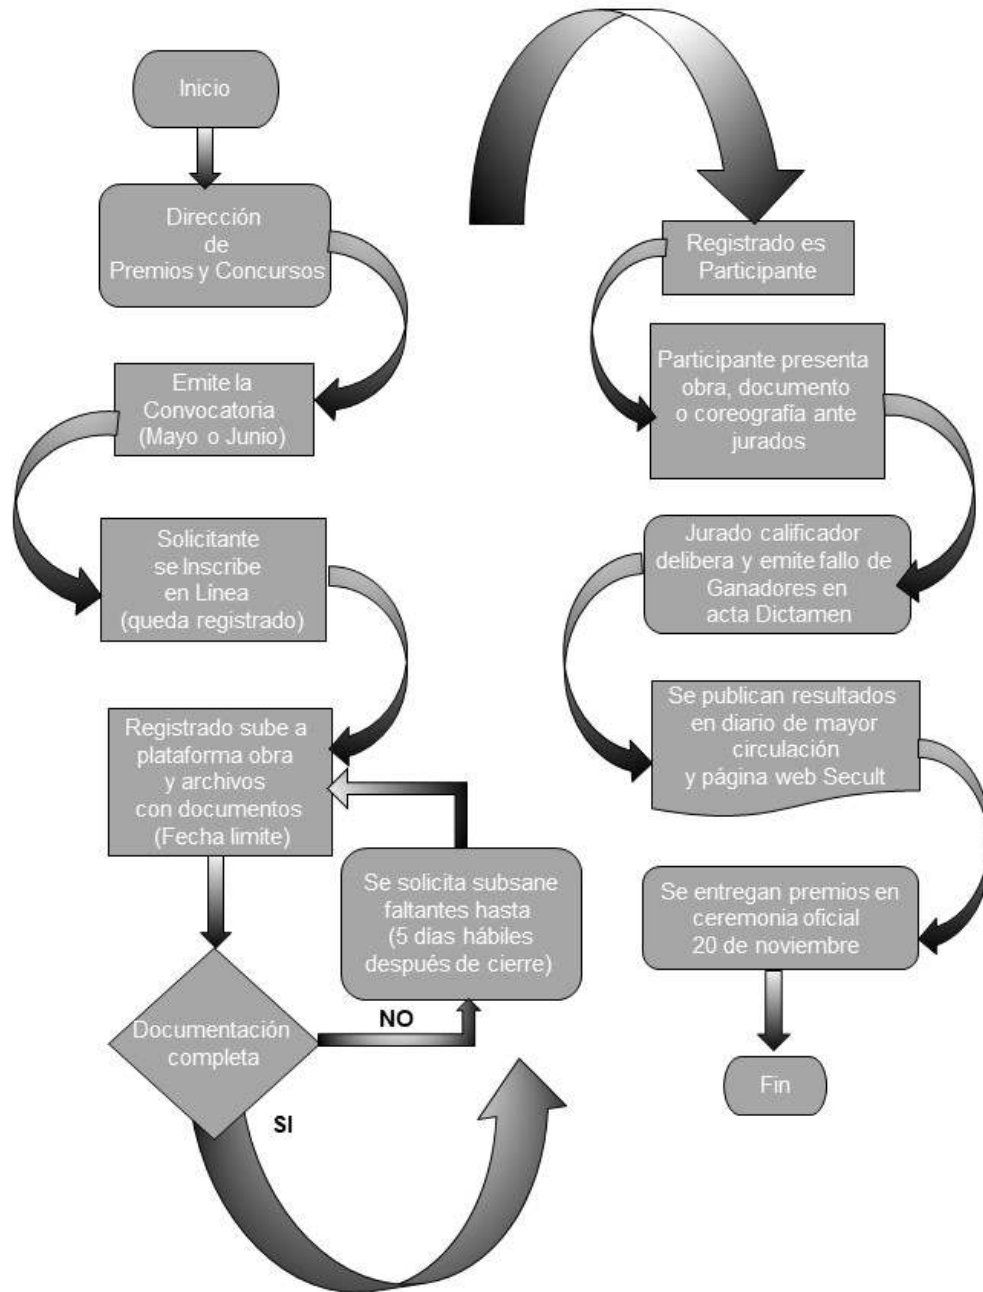 Inicio
Dirección
de
Premios y Concursos
Emite la
Convocatoria
(Mayo o Junio)
Solicitante
se Inscribe
en Línea
(queda registrado)
Registrado sube a
plataforma obra
y archivos
con documentos
(Fecha limite)
Documentación
completa
NO
Se solicita subsane
faltantes hasta
(5 días hábiles
después de cierre)
SI
Registrado es
Participante
Participante presenta
obra, documento
o coreografía ante
jurados
Jurado calificador
delibera y emite fallo de
Ganadores en
acta Dictamen
Se publican resultados
en diario de mayor
circulación
y página web Secult
Se entregan premios en
ceremonia oficial
20 de noviembre
Fin